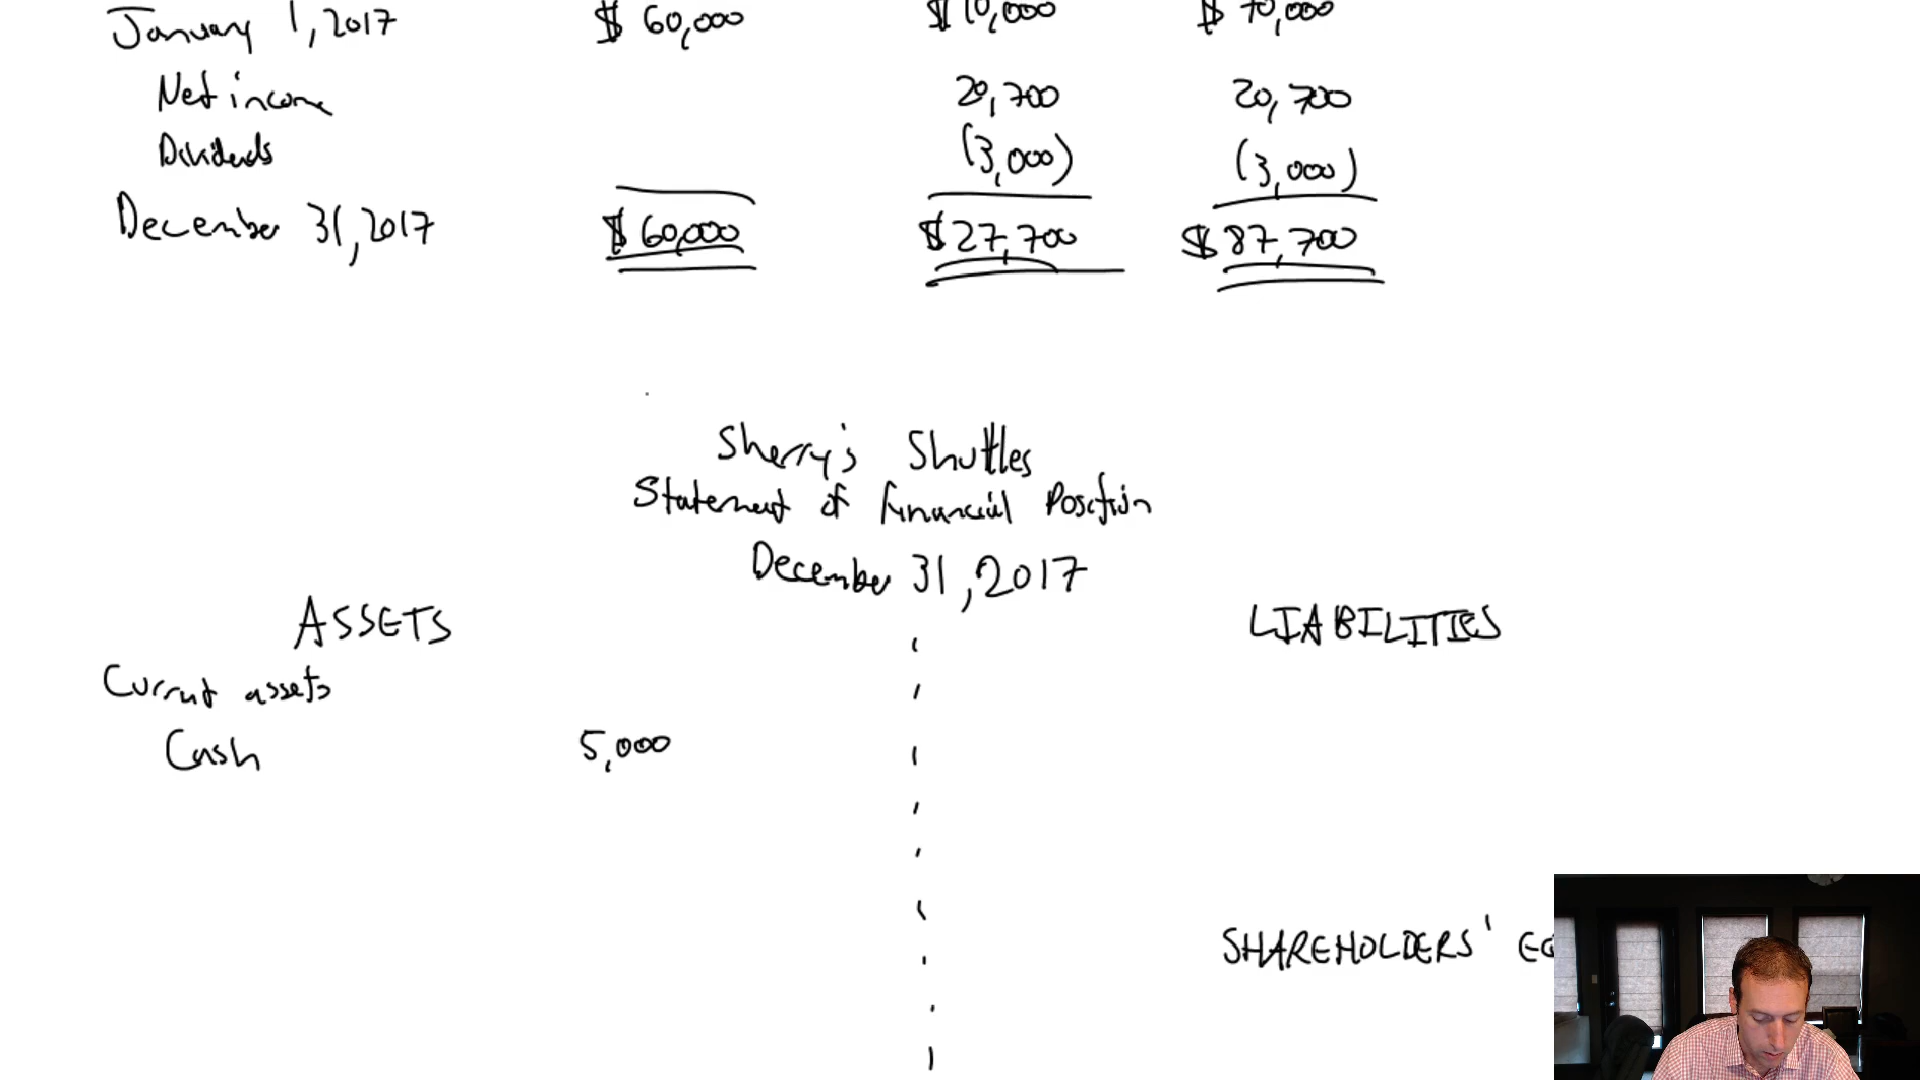 January 1, 2017 $ 60,000 $ 10,000 $ 70,000
Net income 20,700 20,700
Dividends (3,000) (3,000)
December 31, 2017 $ 60,000 $ 27,700 $ 87,700
Sherry's Shuttles
Statement of Financial Position
December 31, 2017
ASSETS LIABILITIES
Current assets
Cash 5,000
SHAREHOLDERS' EQ